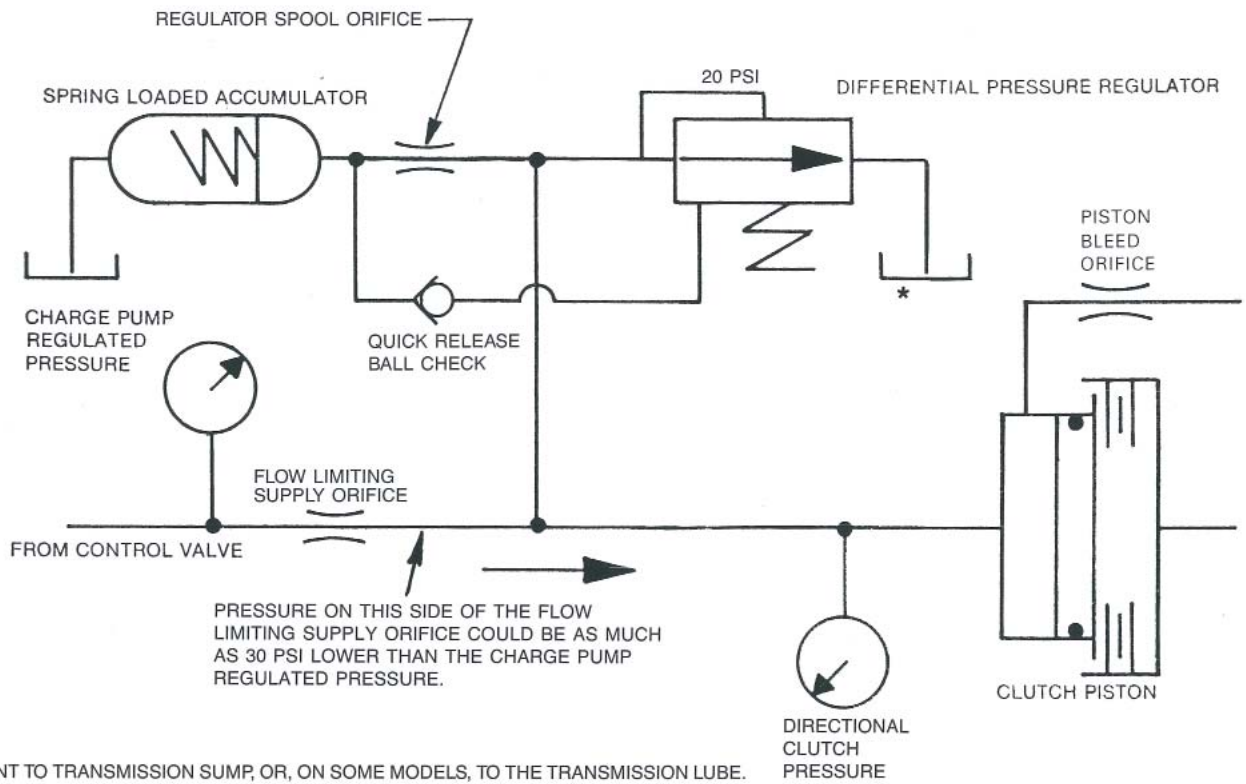 REGULATOR SPOOL ORIFICE
SPRING LOADED ACCUMULATOR
20 PSI
DIFFERENTIAL PRESSURE REGULATOR
PISTON
BLEED
ORIFICE
*
CHARGE PUMP
REGULATED
PRESSURE
QUICK RELEASE
BALL CHECK
FLOW LIMITING
SUPPLY ORIFICE
FROM CONTROL VALVE
PRESSURE ON THIS SIDE OF THE FLOW
LIMITING SUPPLY ORIFICE COULD BE AS MUCH
AS 30 PSI LOWER THAN THE CHARGE PUMP
REGULATED PRESSURE.
CLUTCH PISTON
DIRECTIONAL
CLUTCH
PRESSURE
NT TO TRANSMISSION SUMP, OR, ON SOME MODELS, TO THE TRANSMISSION LUBE.